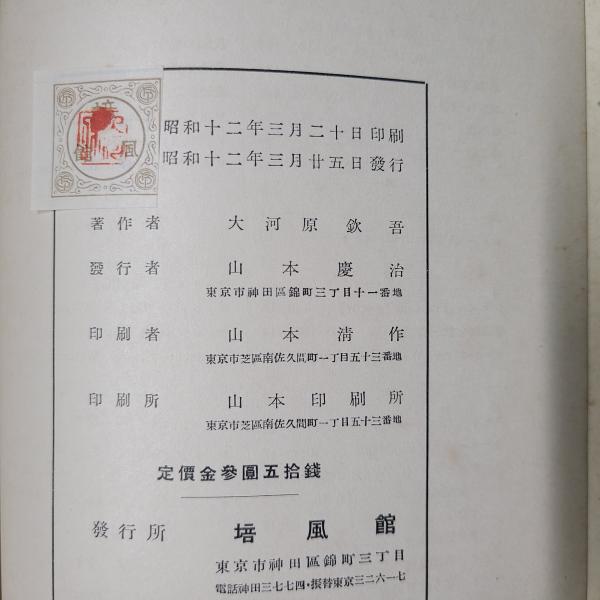 培
風
館
昭和十二年三月二十日印刷
昭和十二年三月廿五日發行
著作者 大河原欽吾
發行者 山本慶治
東京市神田區錦町三丁目十一番地
印刷者 山本淸作
東京市芝區南佐久間町一丁目五十三番地
印刷所 山本印刷所
東京市芝區南佐久間町一丁目五十三番地
定價金參圓五拾錢
發行所 培風館
東京市神田區錦町三丁目
電話神田三七七四・振替東京三二六一七